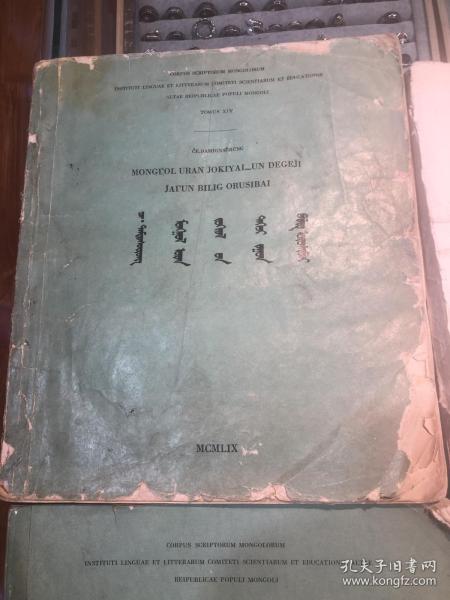 CORPUS SCRIPTORUM MONGOLORUM
INSTITUTI LINGUAE ET LITTERARUM COMITETI SCIENTIARUM ET EDUCATIONIS
ALTAE REIPUBLICAE POPULI MONGOLI
TOMUS XIV
ČE.DAMDINSÜRÜNG
MONGΓOL URAN JOKIYAL_UN DEGEJI
JAΓUN BILIG ORUSIBAI
MCMLIX
CORPUS SCRIPTORUM MONGOLORUM
INSTITUTI LINGUAE ET LITTERARUM COMITETI SCIENTIARUM ET EDUCATIONIS ALTAE
REIPUBLICAE POPULI MONGOLI
孔夫子旧书网
kongfz.com